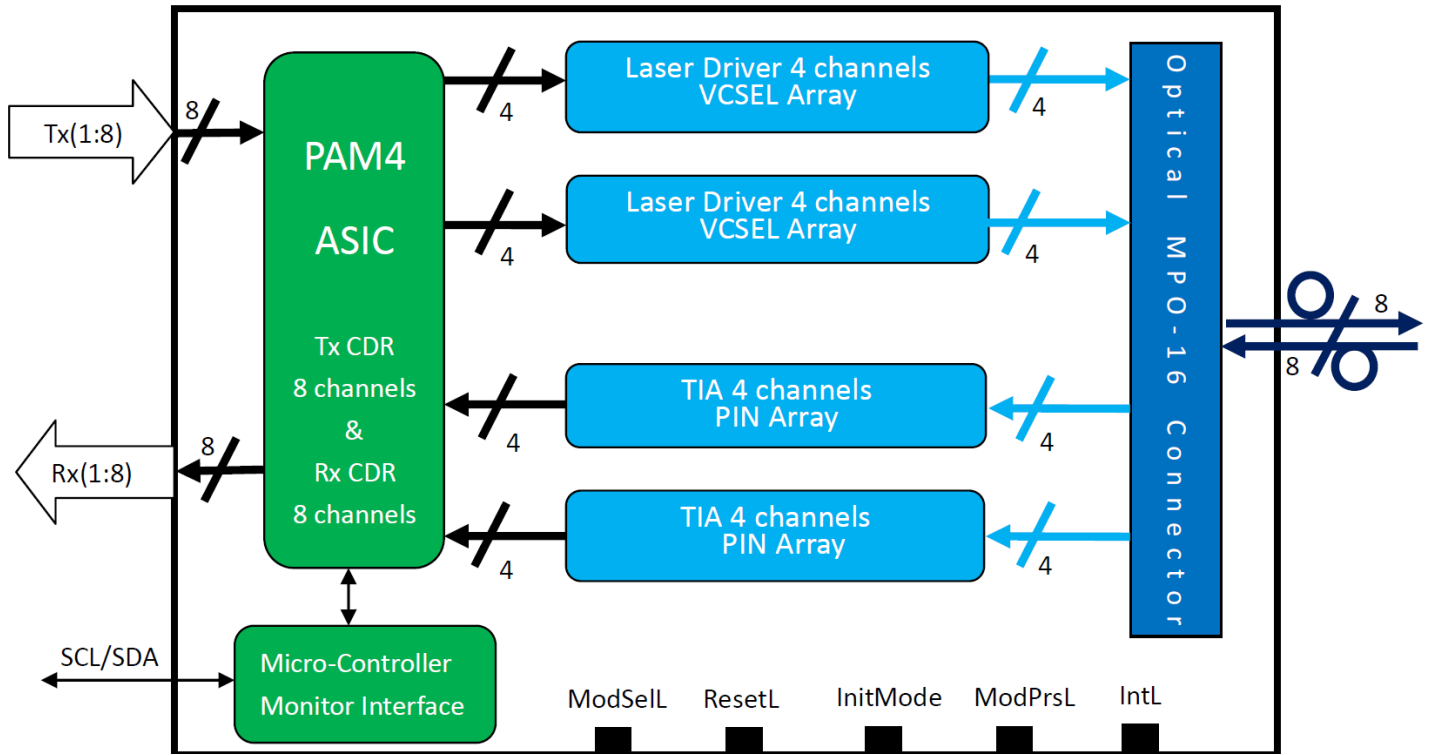 Tx(1:8)
8
PAM4
ASIC
Tx CDR
8 channels
&
Rx CDR
8 channels
Rx(1:8)
8
4
4
4
4
Laser Driver 4 channels
VCSEL Array
Laser Driver 4 channels
VCSEL Array
TIA 4 channels
PIN Array
TIA 4 channels
PIN Array
4
4
4
4
Optical MPO-16 Connector
8
8
SCL/SDA
Micro-Controller
Monitor Interface
ModSelL
ResetL
InitMode
ModPrsL
IntL